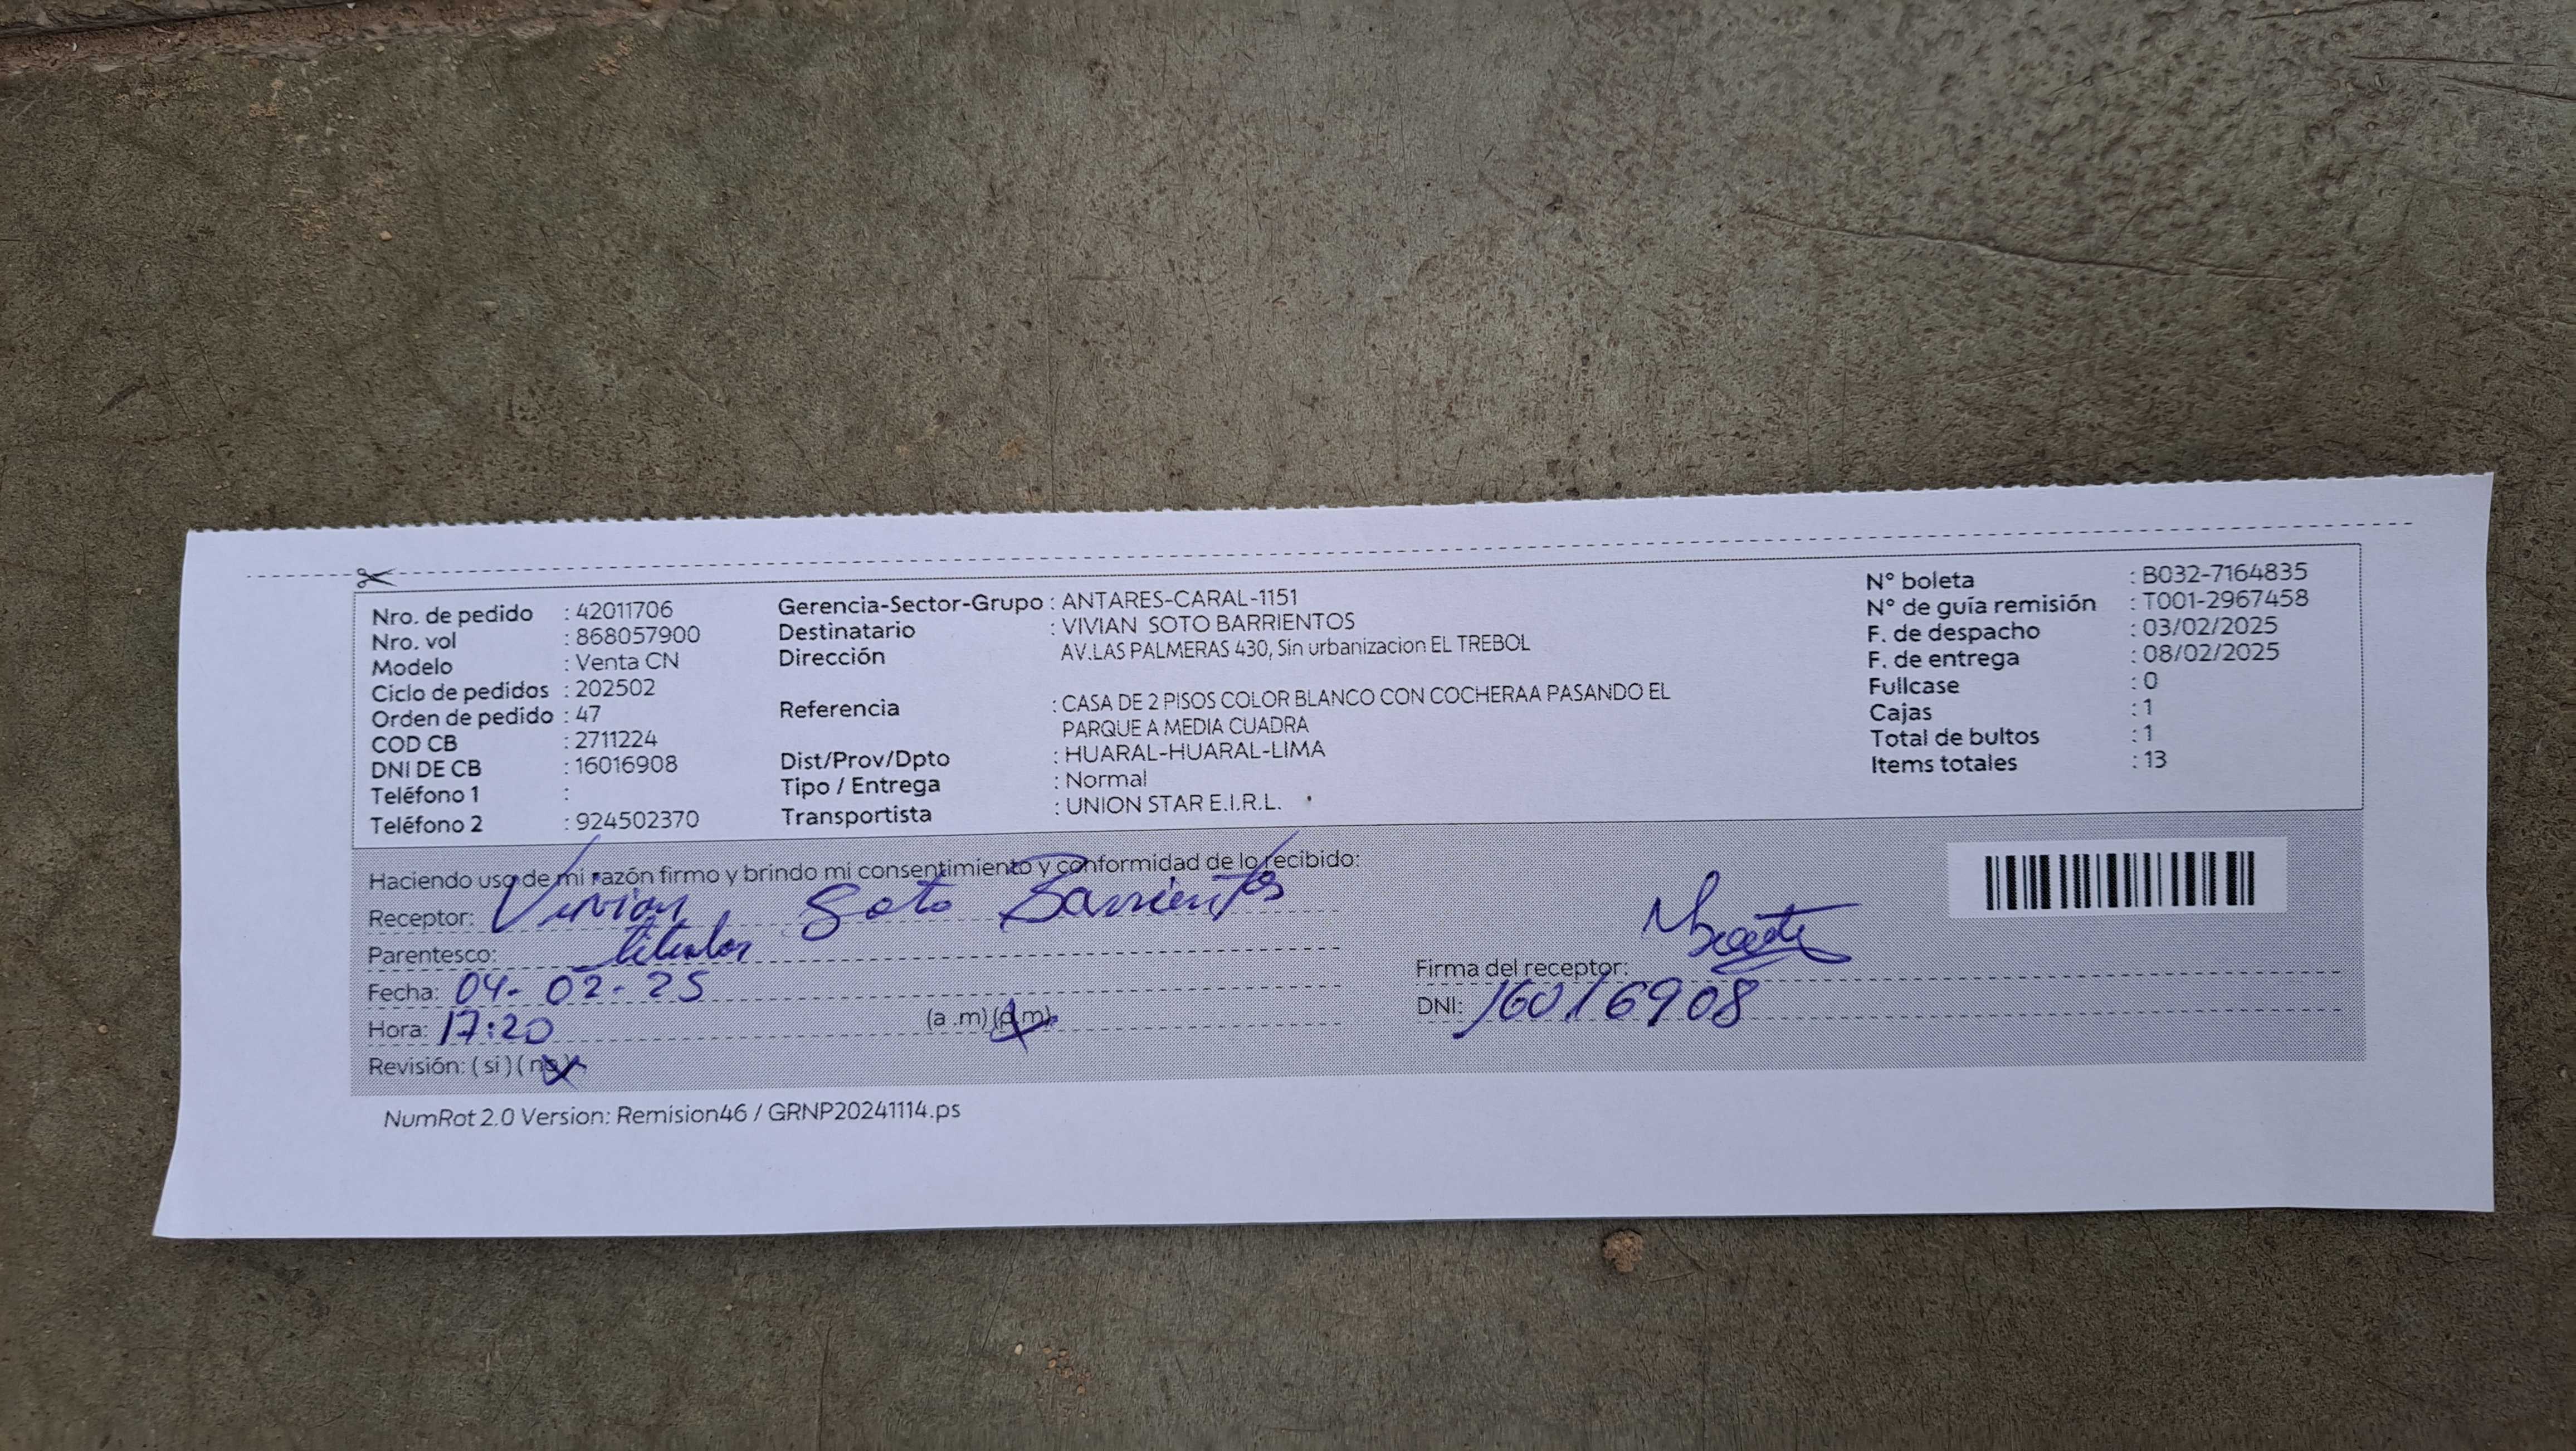 Nro. de pedido : 42011706
Nro. vol : 868057900
Modelo : Venta CN
Ciclo de pedidos : 202502
Orden de pedido : 47
COD CB : 2711224
DNI DE CB : 16016908
Teléfono 1 :
Teléfono 2 : 924502370
Gerencia-Sector-Grupo : ANTARES-CARAL-1151
Destinatario : VIVIAN SOTO BARRIENTOS
Dirección AV.LAS PALMERAS 430, Sin urbanizacion EL TREBOL
Referencia : CASA DE 2 PISOS COLOR BLANCO CON COCHERAA PASANDO EL
PARQUE A MEDIA CUADRA
Dist/Prov/Dpto : HUARAL-HUARAL-LIMA
Tipo / Entrega : Normal
Transportista : UNION STAR E.I.R.L.
N° boleta : B032-7164835
N° de guía remisión : T001-2967458
F. de despacho : 03/02/2025
F. de entrega : 08/02/2025
Fullcase : 0
Cajas : 1
Total de bultos : 1
Items totales : 13
Haciendo uso de mi razón firmo y brindo mi consentimiento y conformidad de lo recibido:
Receptor: Vivian Soto Barrientos
Parentesco: titular
Fecha: 04-02-25
Hora: 17:20 (a .m) (p.m)
Revisión: ( si ) ( no )
Firma del receptor:
DNI: 16016908
NumRot 2.0 Version: Remision46 / GRNP20241114.ps